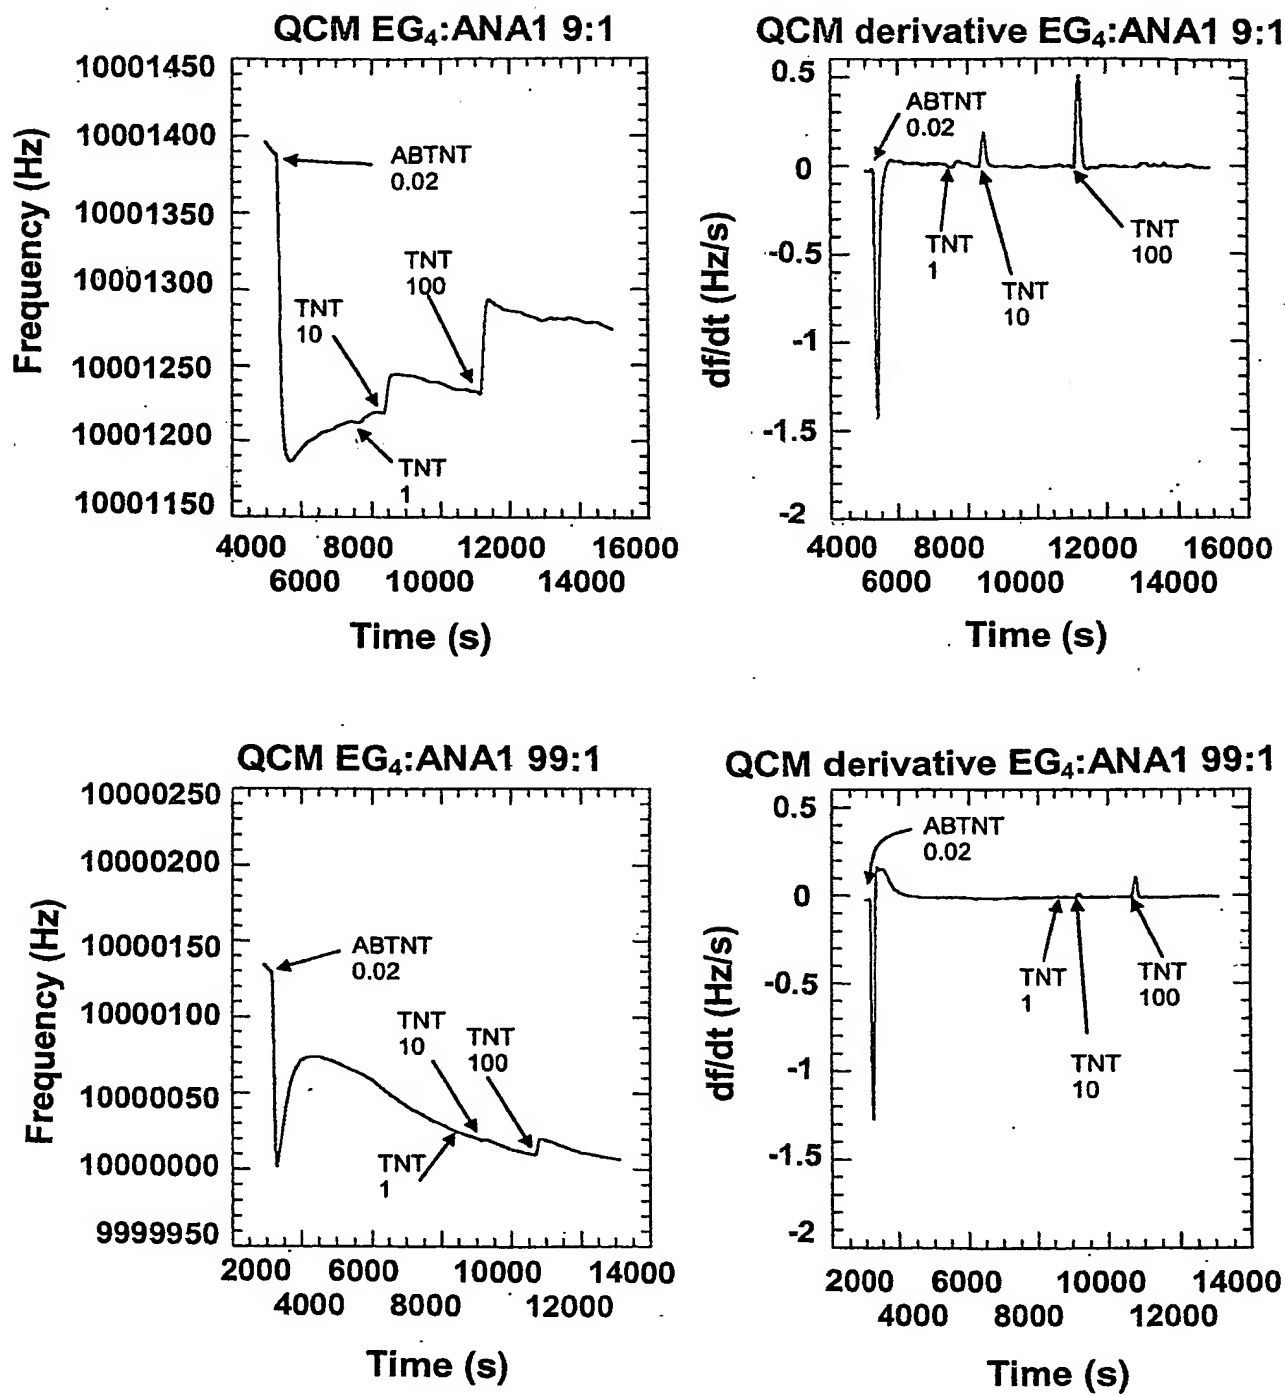 QCM EG₄:ANA1 9:1
Frequency (Hz)
10001450
10001400
10001350
10001300
10001250
10001200
10001150
ABTNT
0.02
TNT
100
TNT
10
TNT
1
4000 8000 12000 16000
6000 10000 14000
Time (s)
QCM derivative EG₄:ANA1 9:1
df/dt (Hz/s)
0.5
0
-0.5
-1
-1.5
-2
ABTNT
0.02
TNT
1
TNT
10
TNT
100
4000 8000 12000 16000
6000 10000 14000
Time (s)
QCM EG₄:ANA1 99:1
Frequency (Hz)
10000250
10000200
10000150
10000100
10000050
10000000
9999950
ABTNT
0.02
TNT
10
TNT
100
TNT
1
2000 6000 10000 14000
4000 8000 12000
Time (s)
QCM derivative EG₄:ANA1 99:1
df/dt (Hz/s)
0.5
0
-0.5
-1
-1.5
-2
ABTNT
0.02
TNT
1
TNT
100
TNT
10
2000 6000 10000 14000
4000 8000 12000
Time (s)